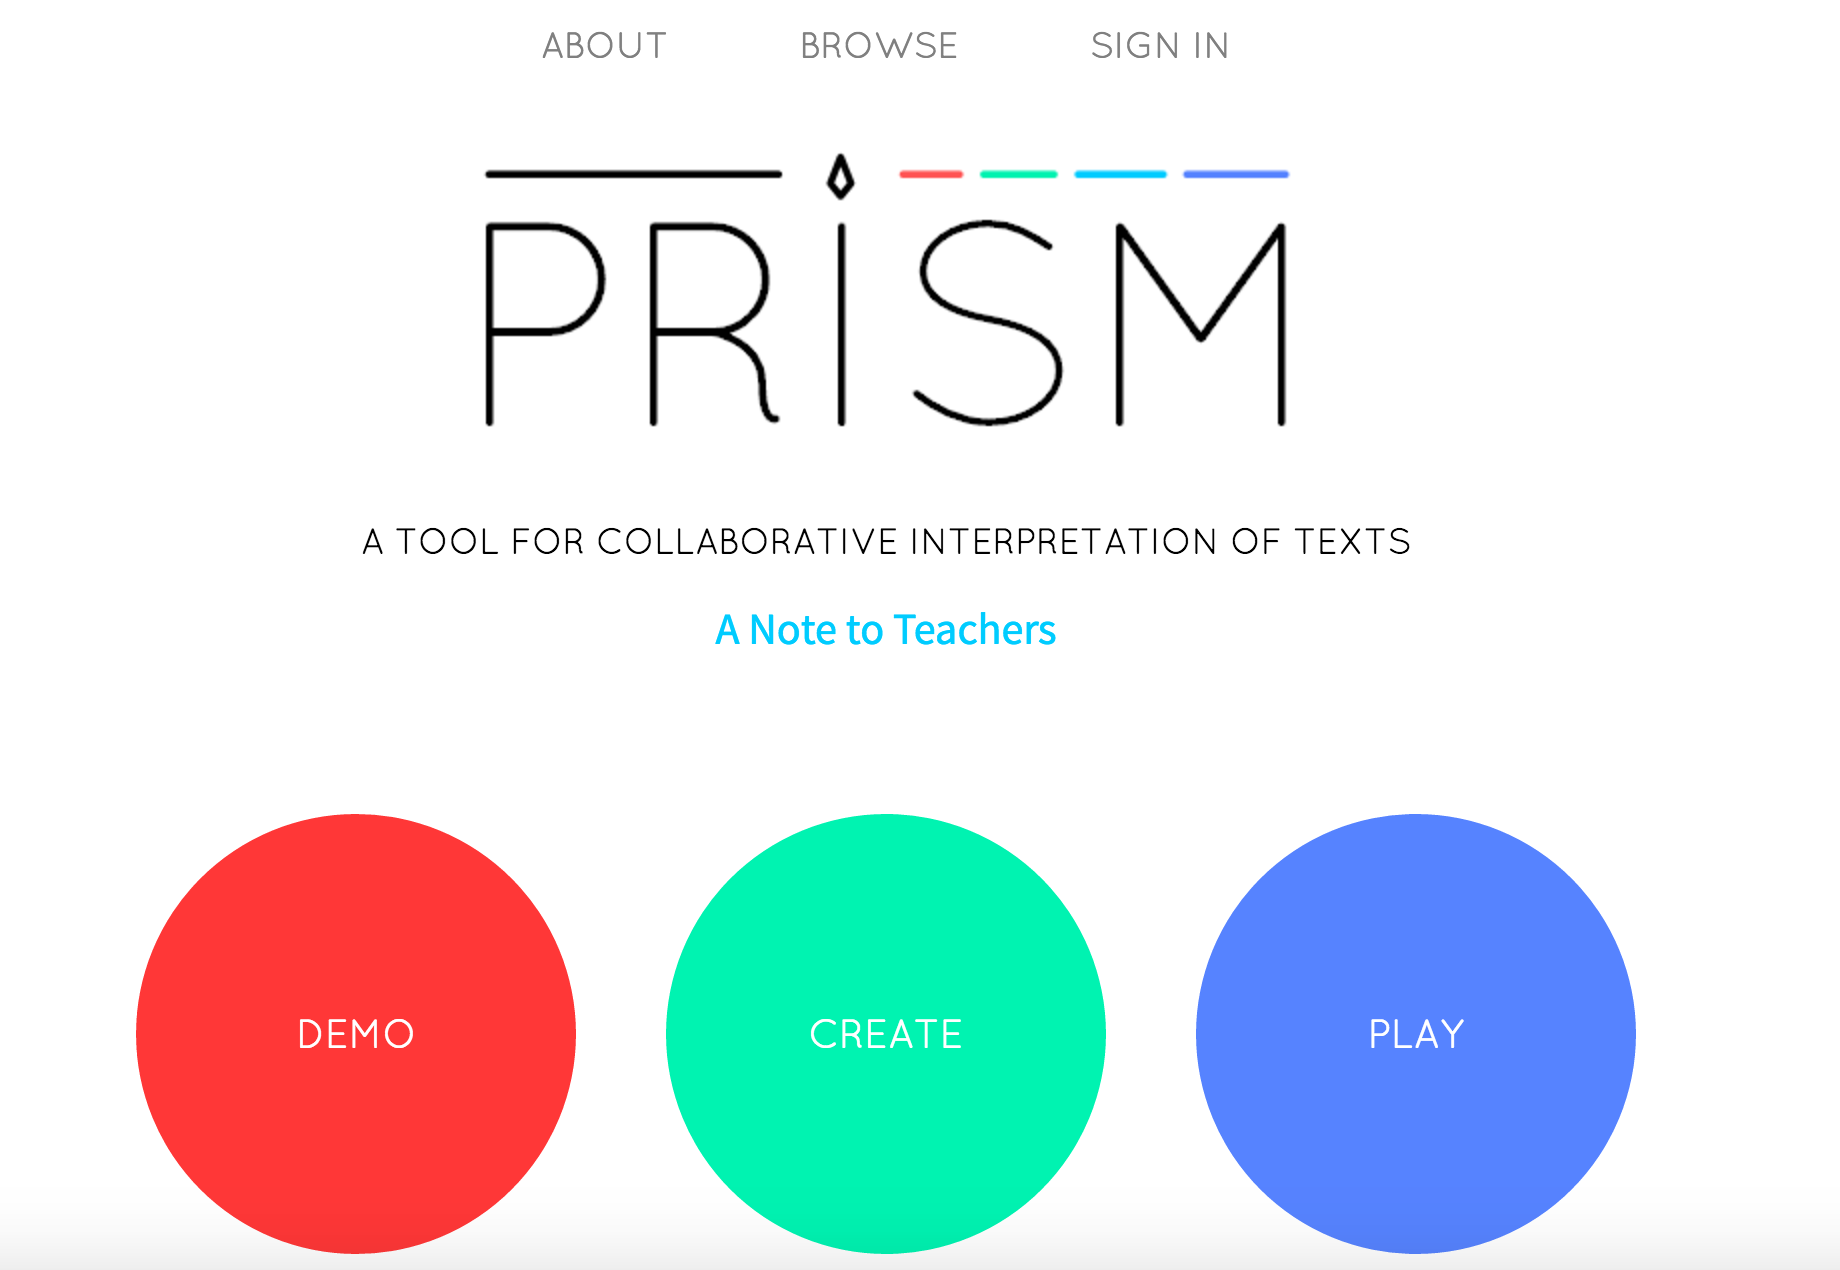 ABOUT BROWSE SIGN IN
PRISM
A TOOL FOR COLLABORATIVE INTERPRETATION OF TEXTS
A Note to Teachers
DEMO CREATE PLAY